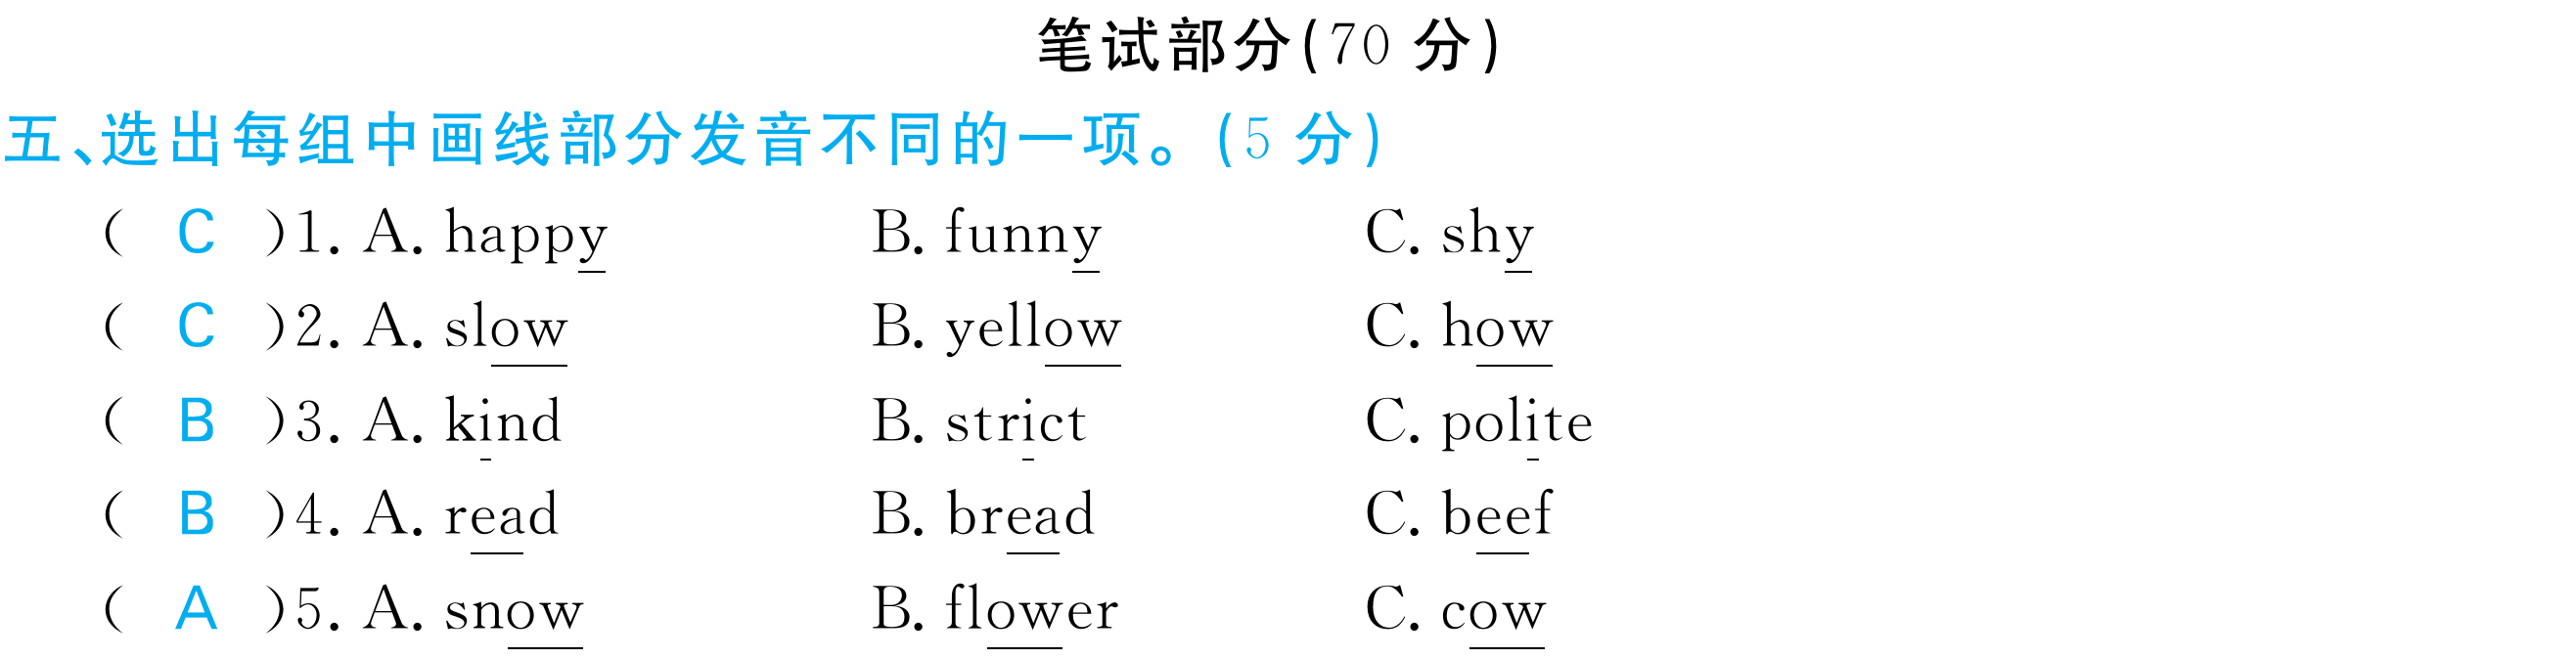 笔试部分(70 分)
五、选出每组中画线部分发音不同的一项。(5 分)
( C )1. A. happy B. funny C. shy
( C )2. A. slow B. yellow C. how
( B )3. A. kind B. strict C. polite
( B )4. A. read B. bread C. beef
( A )5. A. snow B. flower C. cow